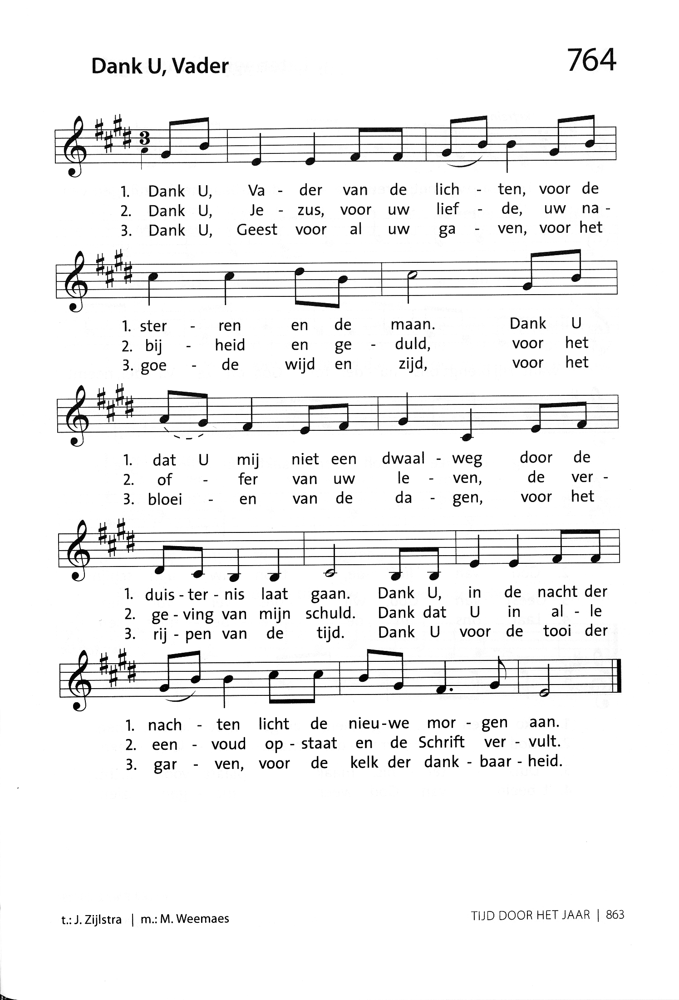 Dank U, Vader
764
3
1. Dank U, Va - der van de lich - ten, voor de
2. Dank U, Je - zus, voor uw lief - de, uw na -
3. Dank U, Geest voor al uw ga - ven, voor het
1. ster - ren en de maan. Dank U
2. bij - heid en ge - duld, voor het
3. goe - de wijd en zijd, voor het
1. dat U mij niet een dwaal - weg door de
2. of - fer van uw le - ven, de ver -
3. bloei - en van de da - gen, voor het
1. duis - ter - nis laat gaan. Dank U, in de nacht der
2. ge - ving van mijn schuld. Dank dat U in al - le
3. rij - pen van de tijd. Dank U voor de tooi der
1. nach - ten licht de nieu-we mor - gen aan.
2. een - voud op - staat en de Schrift ver - vult.
3. gar - ven, voor de kelk der dank - baar - heid.
t.: J. Zijlstra | m.: M. Weemaes
TIJD DOOR HET JAAR | 863